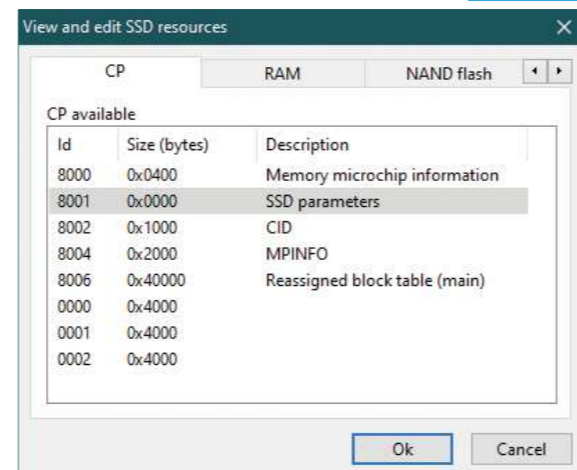 View and edit SSD resources
CP RAM NAND flash
CP available
Id Size (bytes) Description
8000 0x0400 Memory microchip information
8001 0x0000 SSD parameters
8002 0x1000 CID
8004 0x2000 MPINFO
8006 0x40000 Reassigned block table (main)
0000 0x4000
0001 0x4000
0002 0x4000
Ok Cancel